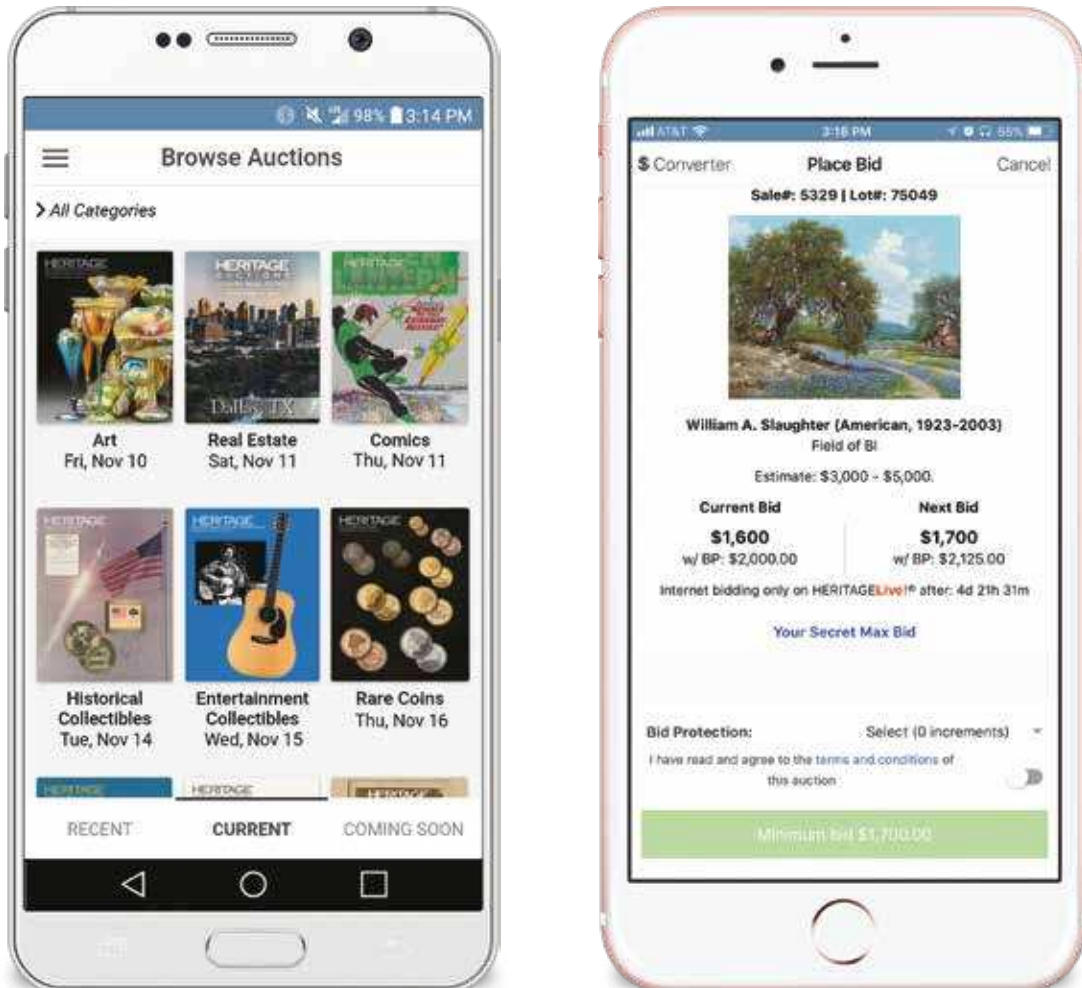 98% 3:14 PM
Browse Auctions
All Categories
HERITAGE
HERITAGE
AUCTIONS
HERITAGE
Dallas, TX
Art
Fri, Nov 10
Real Estate
Sat, Nov 11
Comics
Thu, Nov 11
HERITAGE
HERITAGE
HERITAGE
Historical
Collectibles
Tue, Nov 14
Entertainment
Collectibles
Wed, Nov 15
Rare Coins
Thu, Nov 16
HERITAGE
HERITAGE
HERITAGE
RECENT
CURRENT
COMING SOON
AT&T 3:16 PM 55%
$ Converter Place Bid Cancel
Sale#: 5329 | Lot#: 75049
William A. Slaughter (American, 1923-2003)
Field of Bl
Estimate: $3,000 - $5,000.
Current Bid Next Bid
$1,600 $1,700
w/ BP: $2,000.00 w/ BP: $2,125.00
Internet bidding only on HERITAGELive!® after: 4d 21h 31m
Your Secret Max Bid
Bid Protection: Select (0 increments)
I have read and agree to the terms and conditions of
this auction
Minimum bid $1,700.00